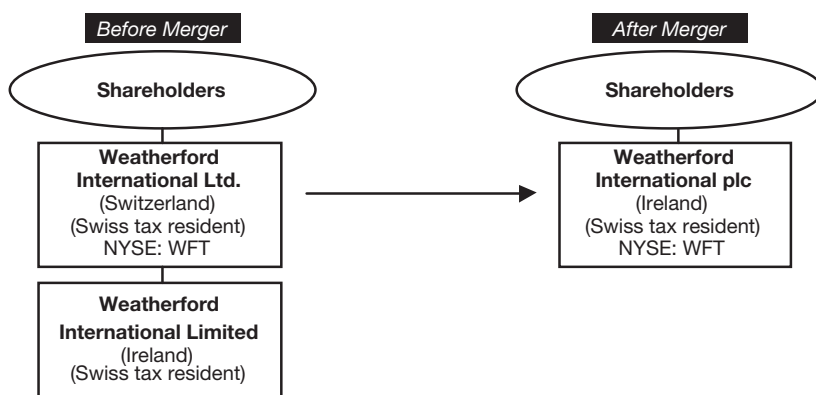 Before Merger
Shareholders
Weatherford
International Ltd.
(Switzerland)
(Swiss tax resident)
NYSE: WFT
Weatherford
International Limited
(Ireland)
(Swiss tax resident)
After Merger
Shareholders
Weatherford
International plc
(Ireland)
(Swiss tax resident)
NYSE: WFT